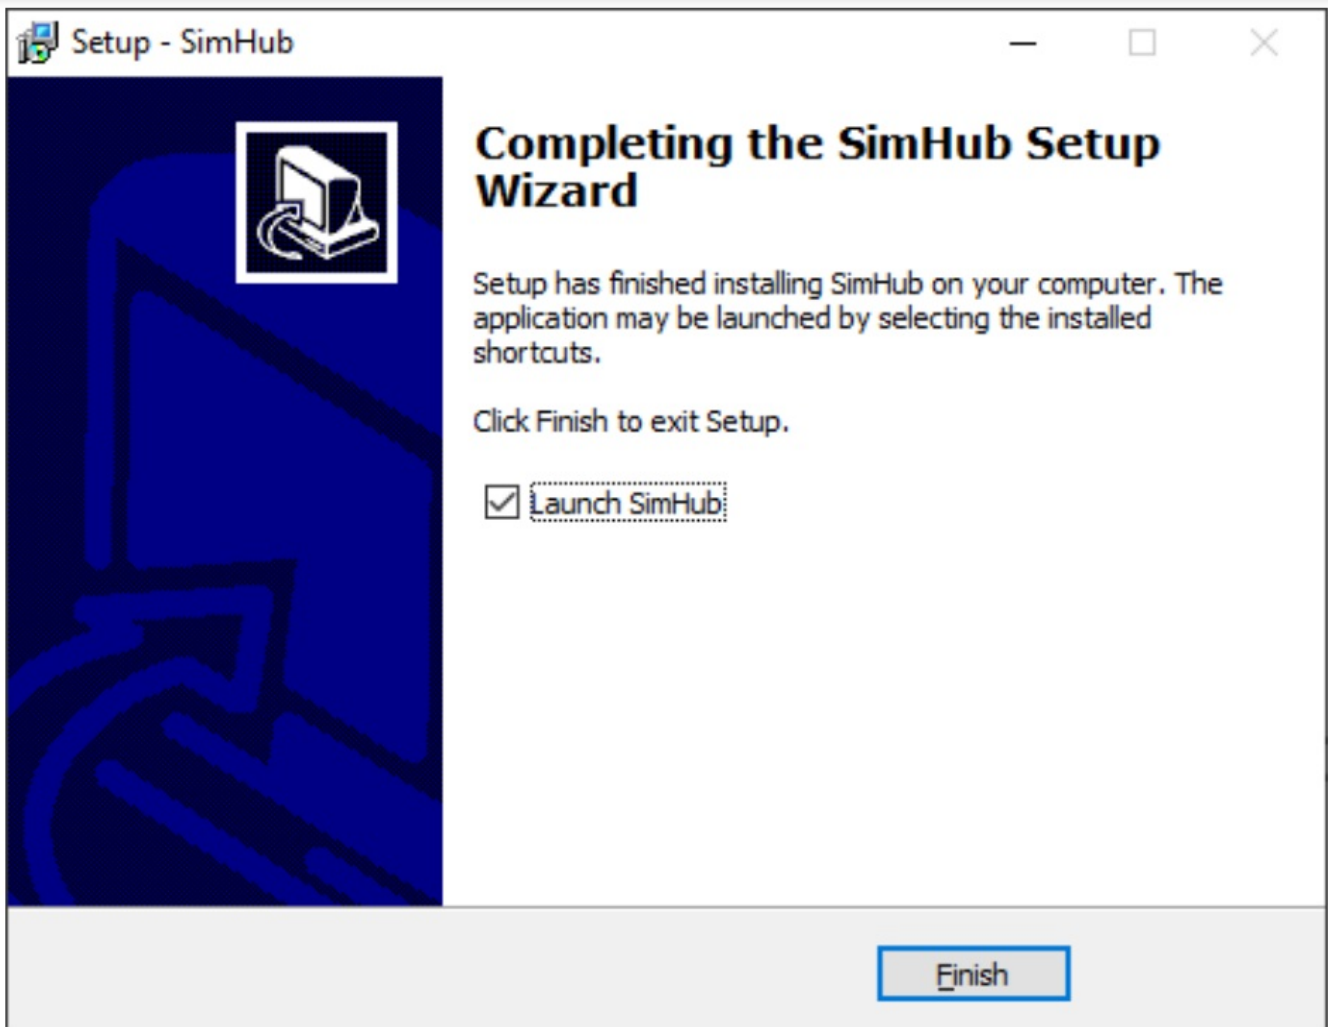 Setup - SimHub
Completing the SimHub Setup
Wizard
Setup has finished installing SimHub on your computer. The
application may be launched by selecting the installed
shortcuts.
Click Finish to exit Setup.
Launch SimHub
Finish